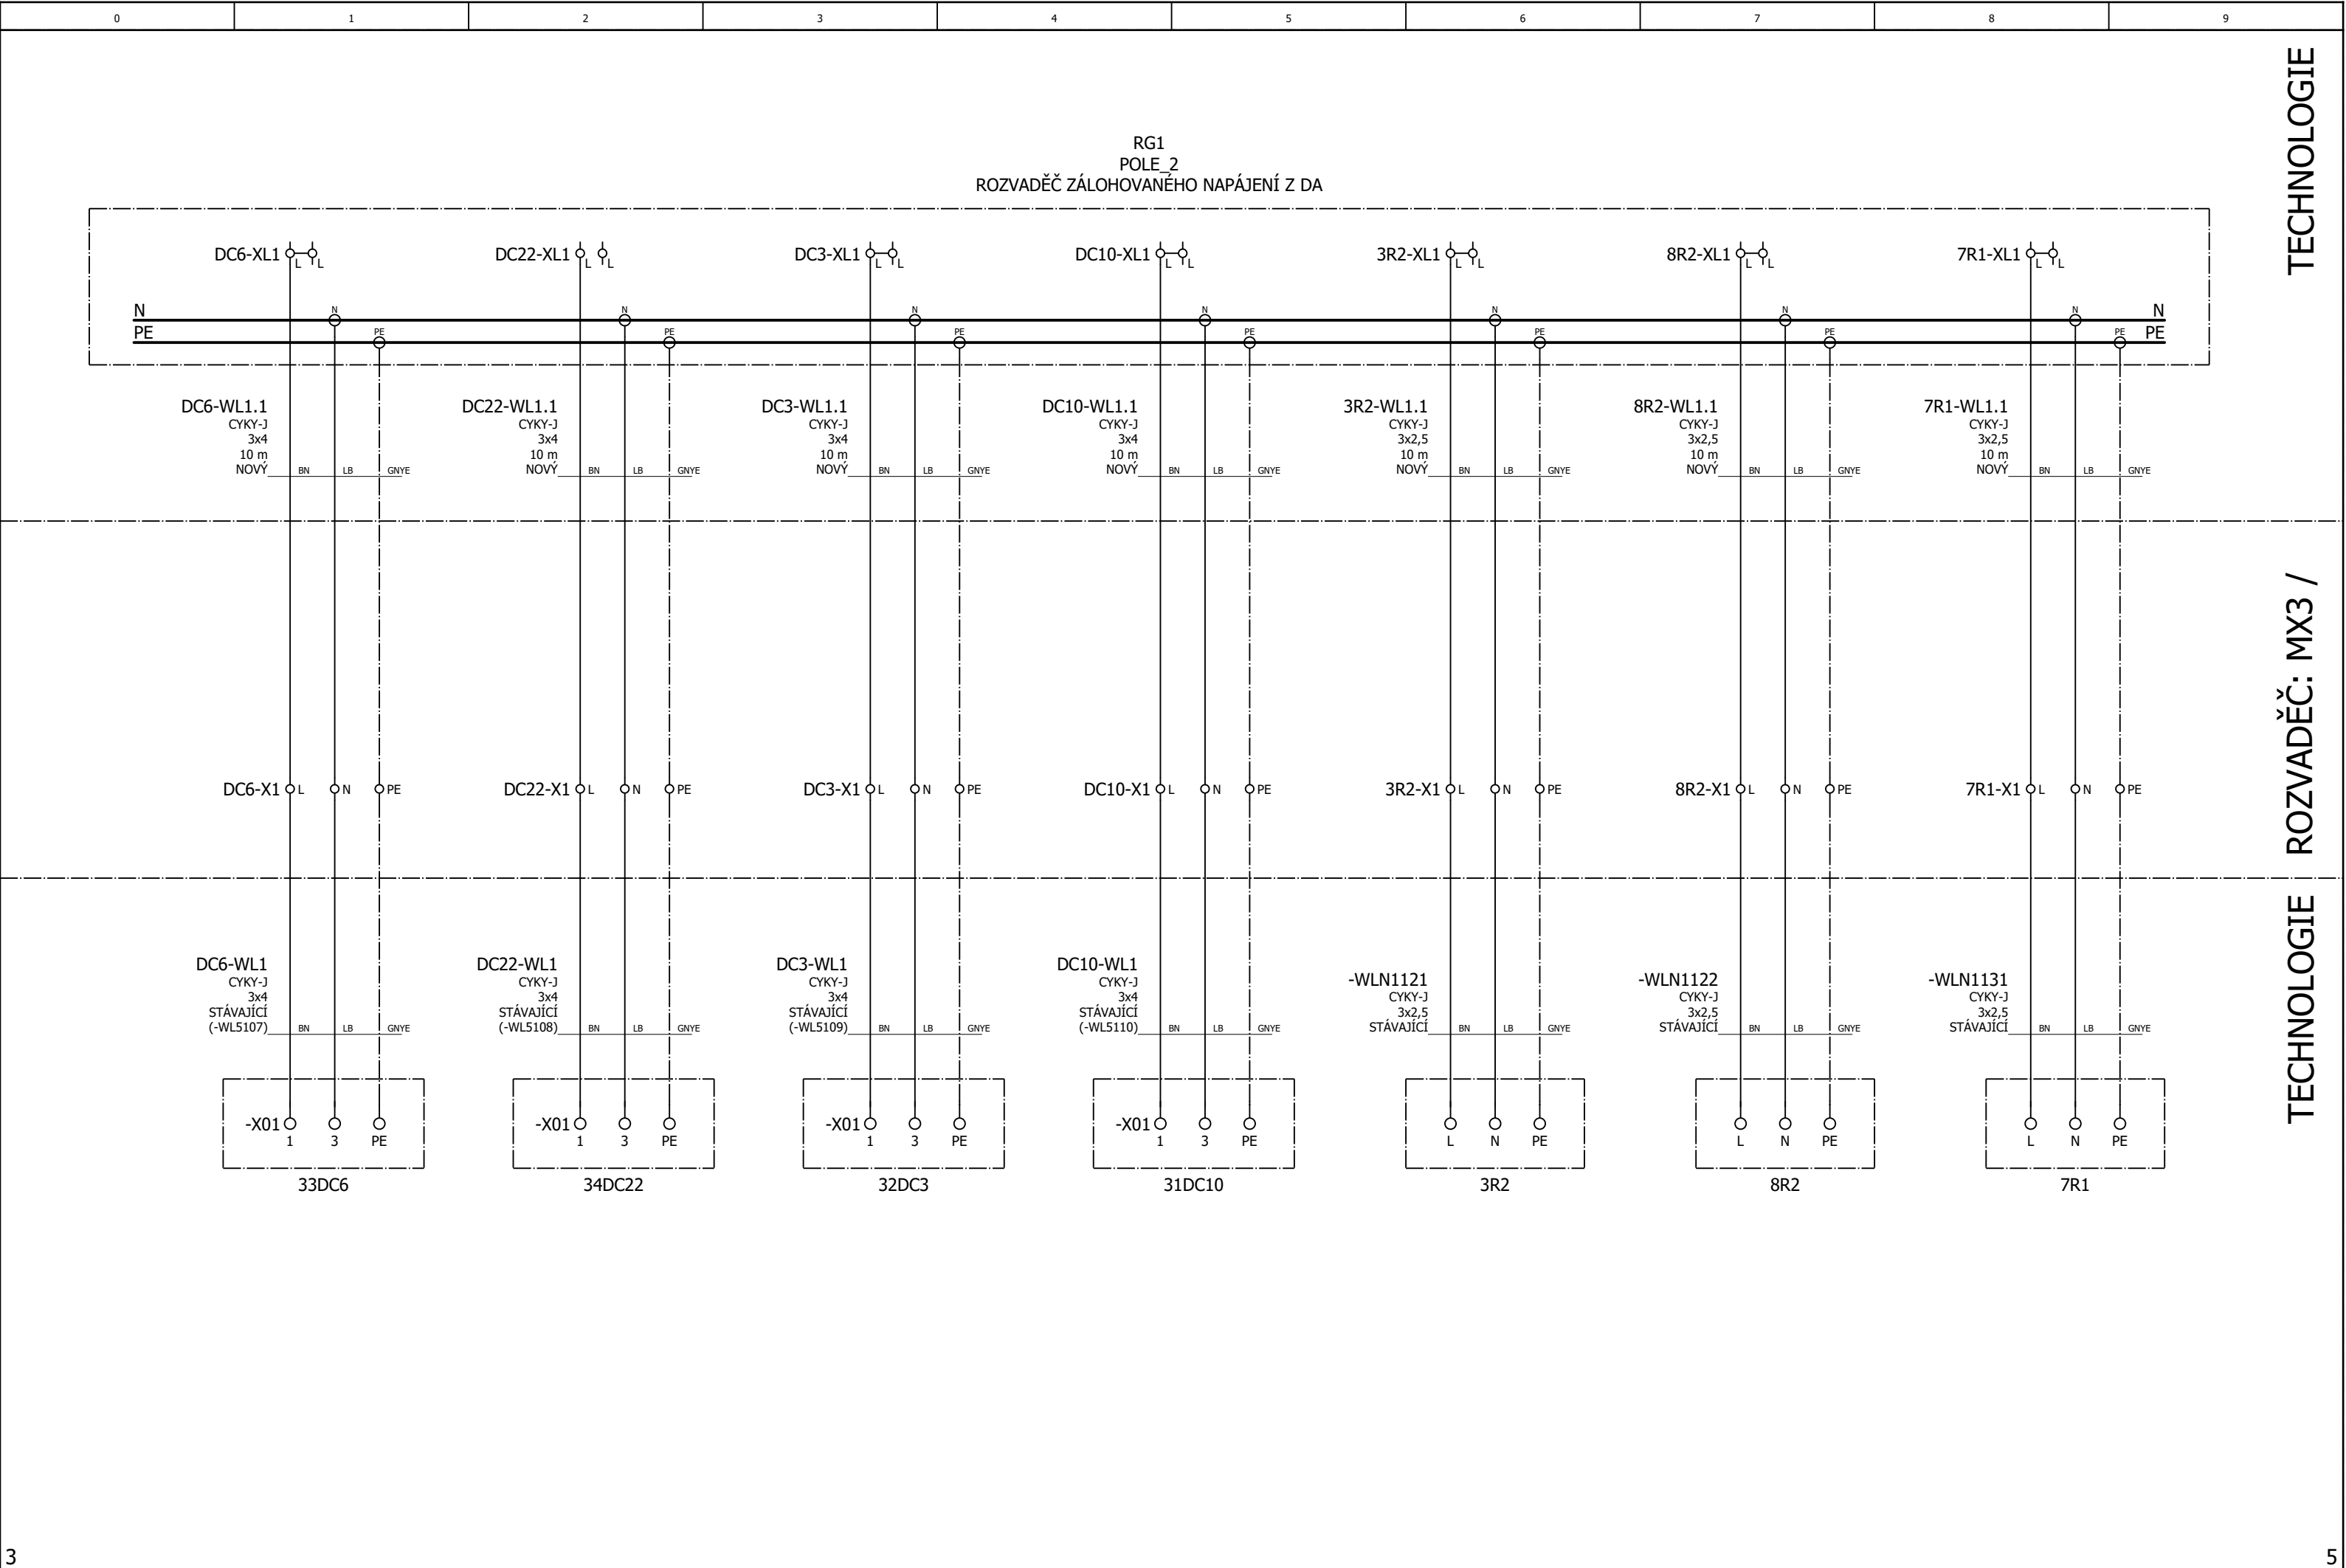 0 1 2 3 4 5 6 7 8 9
TECHNOLOGIE
RG1
POLE_2
ROZVADĚČ ZÁLOHOVANÉHO NAPÁJENÍ Z DA
DC6-XL1 L L DC22-XL1 L L DC3-XL1 L L DC10-XL1 L L 3R2-XL1 L L 8R2-XL1 L L 7R1-XL1 L L
N N N N N N N N N
PE PE PE PE PE PE PE PE PE
DC6-WL1.1 DC22-WL1.1 DC3-WL1.1 DC10-WL1.1 3R2-WL1.1 8R2-WL1.1 7R1-WL1.1
CYKY-J CYKY-J CYKY-J CYKY-J CYKY-J CYKY-J CYKY-J
3x4 3x4 3x4 3x4 3x2,5 3x2,5 3x2,5
10 m 10 m 10 m 10 m 10 m 10 m 10 m
NOVÝ BN LB GNYE NOVÝ BN LB GNYE NOVÝ BN LB GNYE NOVÝ BN LB GNYE NOVÝ BN LB GNYE NOVÝ BN LB GNYE NOVÝ BN LB GNYE
ROZVADĚČ: MX3 /
DC6-X1 L N PE DC22-X1 L N PE DC3-X1 L N PE DC10-X1 L N PE 3R2-X1 L N PE 8R2-X1 L N PE 7R1-X1 L N PE
TECHNOLOGIE
DC6-WL1 DC22-WL1 DC3-WL1 DC10-WL1
CYKY-J CYKY-J CYKY-J CYKY-J -WLN1121 -WLN1122 -WLN1131
3x4 3x4 3x4 3x4 CYKY-J CYKY-J CYKY-J
STÁVAJÍCÍ STÁVAJÍCÍ STÁVAJÍCÍ STÁVAJÍCÍ 3x2,5 3x2,5 3x2,5
(-WL5107) BN LB GNYE (-WL5108) BN LB GNYE (-WL5109) BN LB GNYE (-WL5110) BN LB GNYE STÁVAJÍCÍ BN LB GNYE STÁVAJÍCÍ BN LB GNYE STÁVAJÍCÍ BN LB GNYE
-X01 -X01 -X01 -X01
1 3 PE 1 3 PE 1 3 PE 1 3 PE L N PE L N PE L N PE
33DC6 34DC22 32DC3 31DC10 3R2 8R2 7R1
3 5